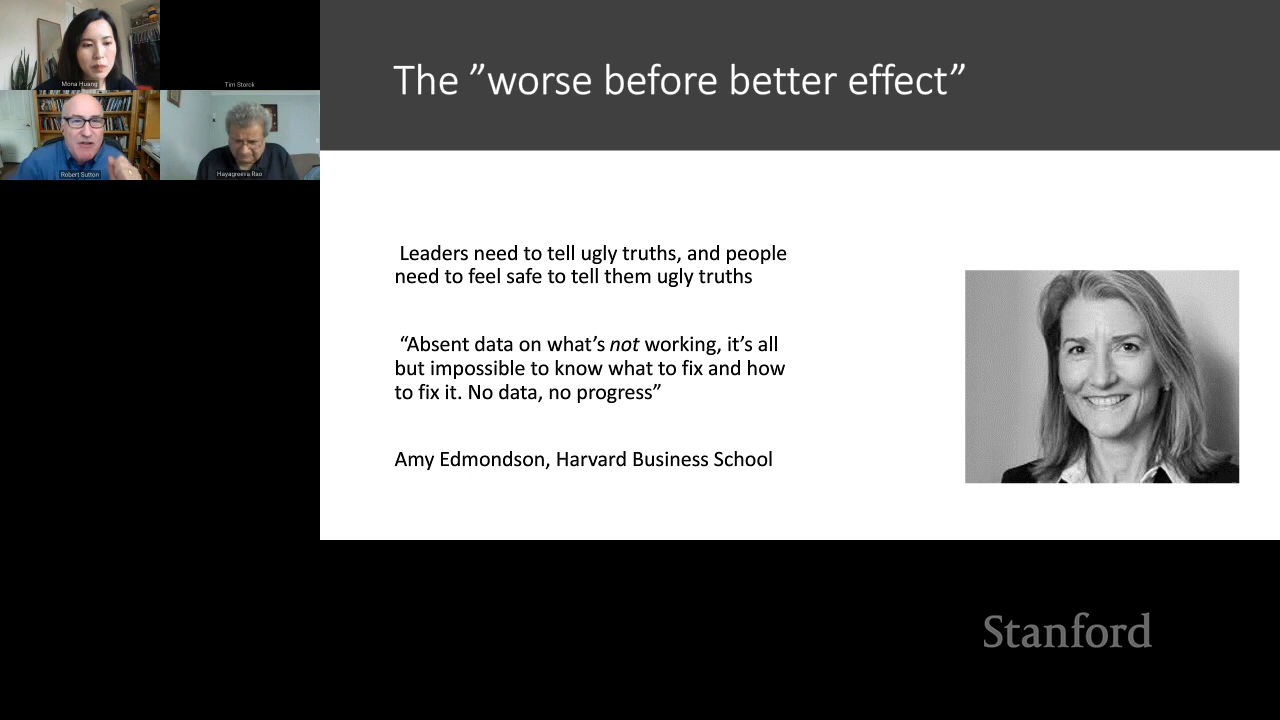 Mona Huang
Tim Storck
Robert Sutton
Hayagreeva Rao
The ”worse before better effect”
Leaders need to tell ugly truths, and people
need to feel safe to tell them ugly truths
“Absent data on what’s not working, it’s all
but impossible to know what to fix and how
to fix it. No data, no progress”
Amy Edmondson, Harvard Business School
Stanford